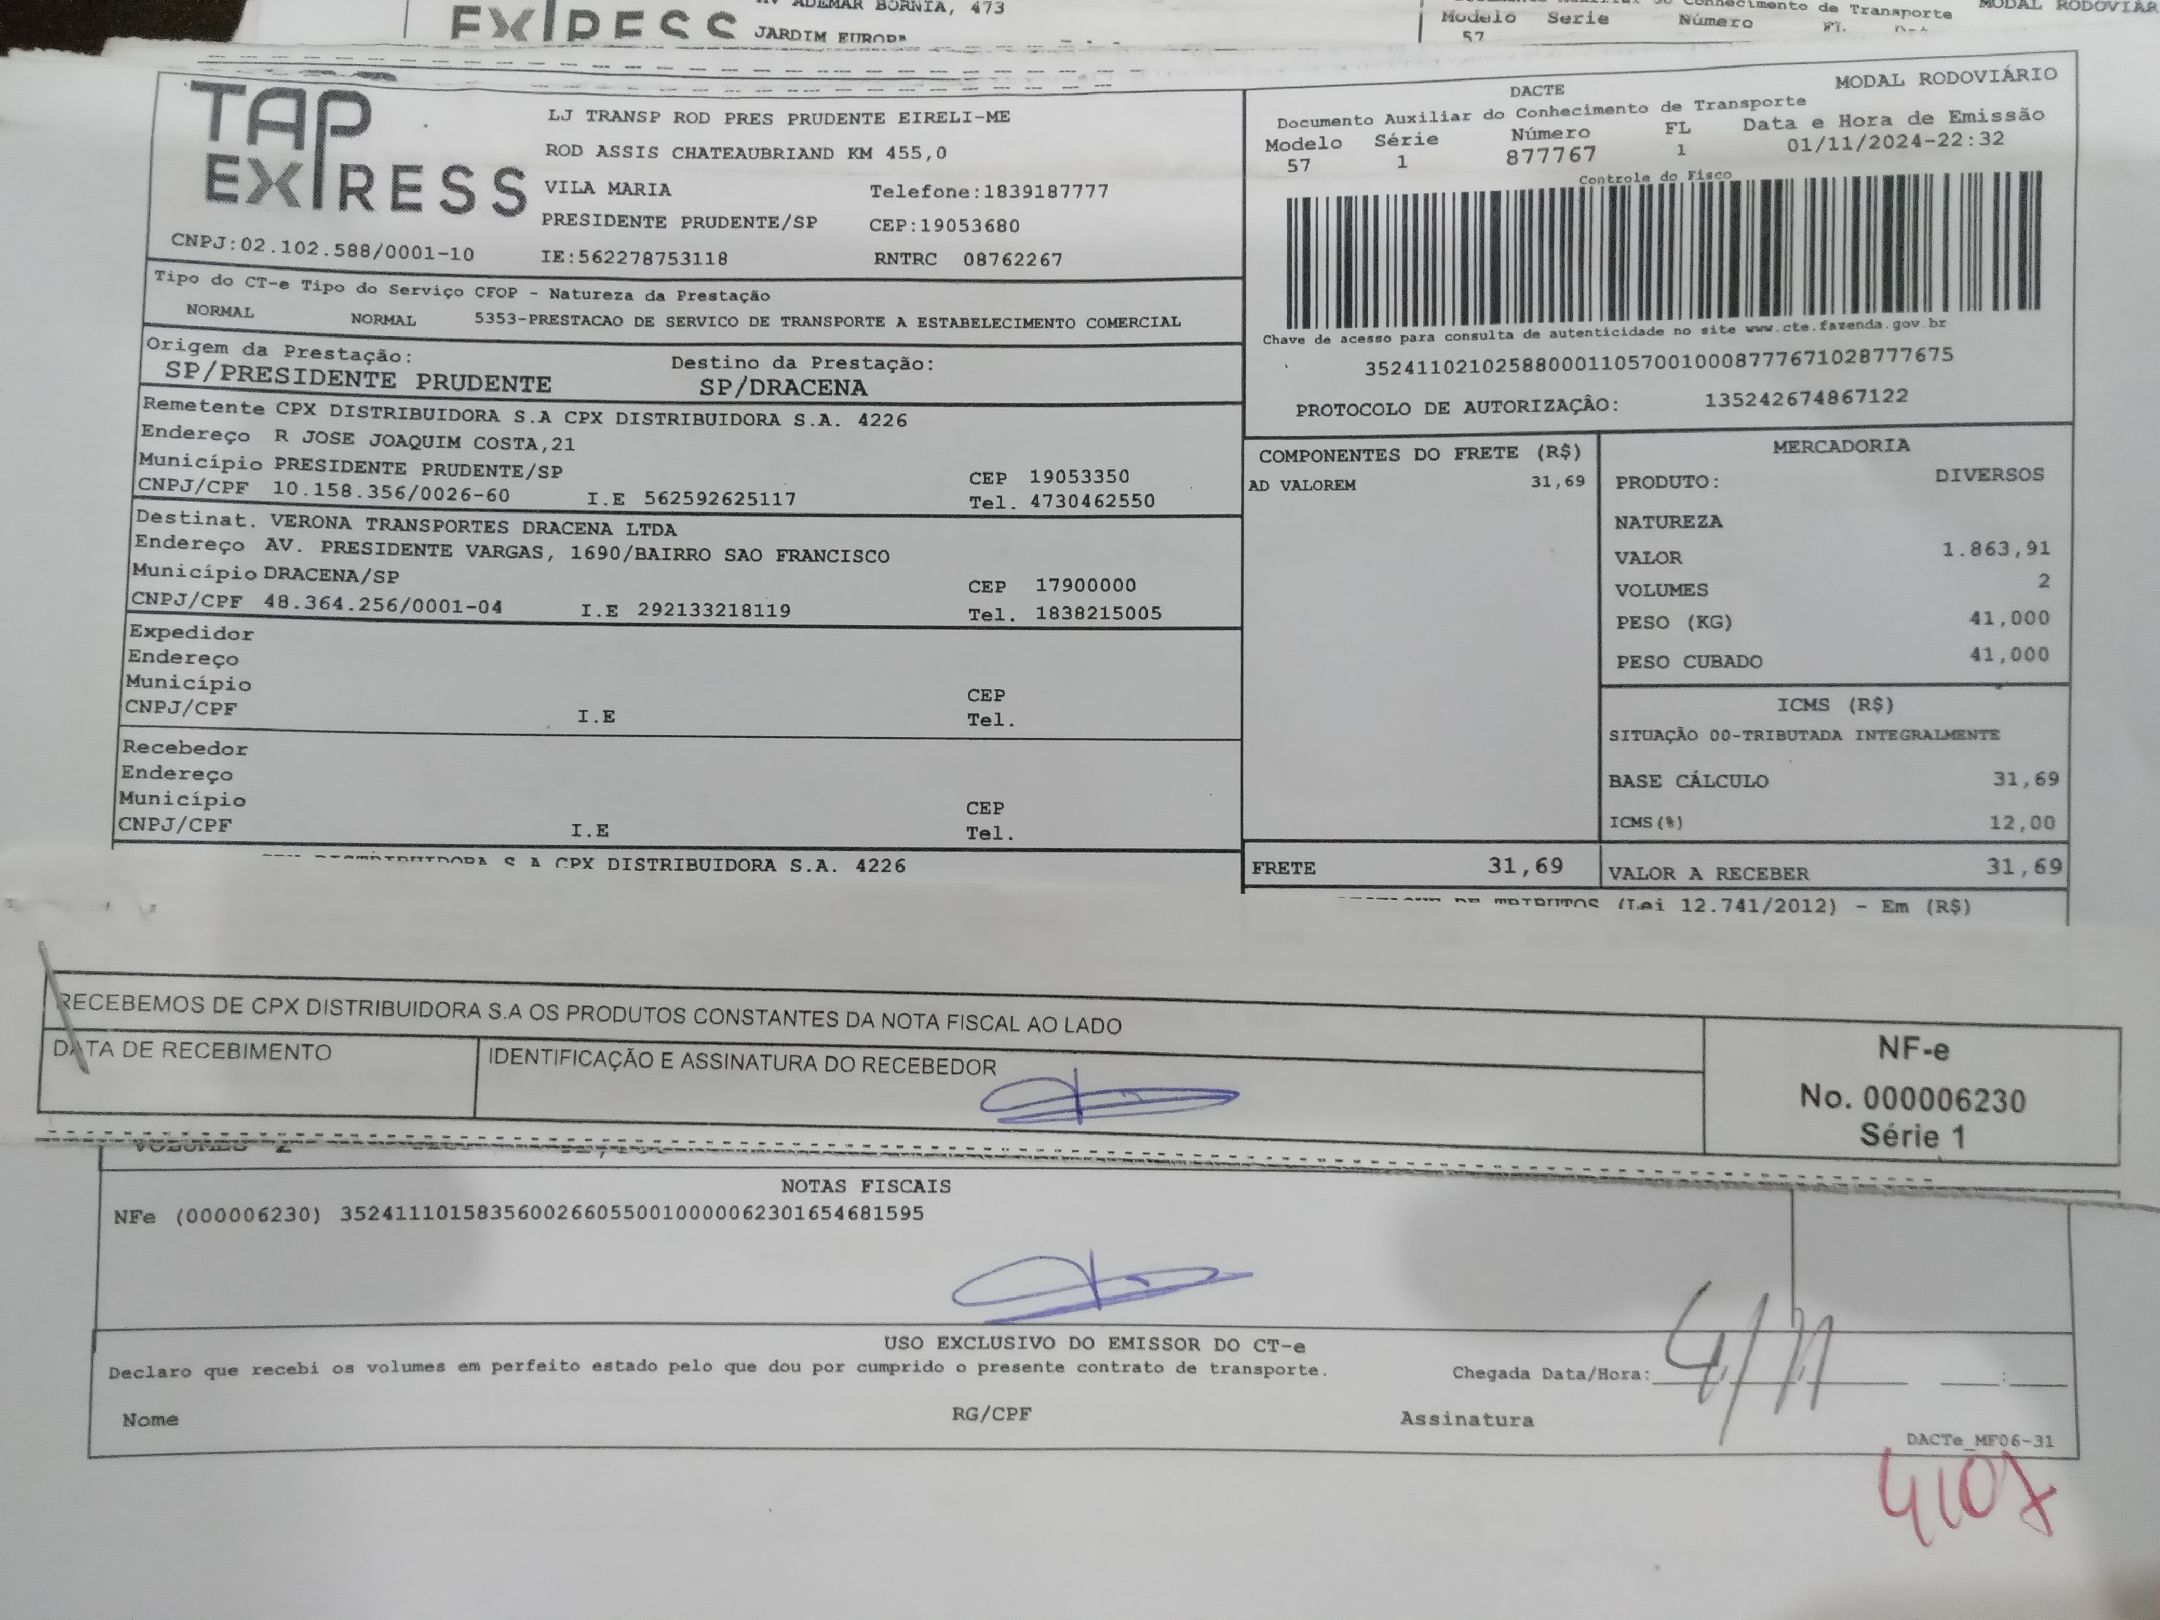 AV ADEMAR BORNIA, 473
EXPRESS JARDIM EUROPA
Conhecimento de Transporte MODAL RODOVIÁR
Modelo Serie Número
57
TAP EXPRESS
LJ TRANSP ROD PRES PRUDENTE EIRELI-ME
ROD ASSIS CHATEAUBRIAND KM 455,0
VILA MARIA Telefone:1839187777
PRESIDENTE PRUDENTE/SP CEP:19053680
CNPJ:02.102.588/0001-10 IE:562278753118 RNTRC 08762267
DACTE MODAL RODOVIÁRIO
Documento Auxiliar do Conhecimento de Transporte
Modelo Série Número FL Data e Hora de Emissão
57 1 877767 1 01/11/2024-22:32
Controle do Fisco
Chave de acesso para consulta de autenticidade no site www.cte.fazenda.gov.br
35241102102588000110570010008777671028777675
PROTOCOLO DE AUTORIZAÇÂO: 135242674867122
Tipo do CT-e Tipo do Serviço CFOP - Natureza da Prestação
NORMAL NORMAL 5353-PRESTACAO DE SERVICO DE TRANSPORTE A ESTABELECIMENTO COMERCIAL
Origem da Prestação: Destino da Prestação:
SP/PRESIDENTE PRUDENTE SP/DRACENA
Remetente CPX DISTRIBUIDORA S.A CPX DISTRIBUIDORA S.A. 4226
Endereço R JOSE JOAQUIM COSTA,21
Município PRESIDENTE PRUDENTE/SP CEP 19053350
CNPJ/CPF 10.158.356/0026-60 I.E 562592625117 Tel. 4730462550
Destinat. VERONA TRANSPORTES DRACENA LTDA
Endereço AV. PRESIDENTE VARGAS, 1690/BAIRRO SAO FRANCISCO
Município DRACENA/SP CEP 17900000
CNPJ/CPF 48.364.256/0001-04 I.E 292133218119 Tel. 1838215005
Expedidor
Endereço
Município CEP
CNPJ/CPF I.E Tel.
Recebedor
Endereço
Município CEP
CNPJ/CPF I.E Tel.
DISTRIBUIDORA S.A CPX DISTRIBUIDORA S.A. 4226
COMPONENTES DO FRETE (R$)
AD VALOREM 31,69
FRETE 31,69
MERCADORIA
PRODUTO: DIVERSOS
NATUREZA
VALOR 1.863,91
VOLUMES 2
PESO (KG) 41,000
PESO CUBADO 41,000
ICMS (R$)
SITUAÇÃO 00-TRIBUTADA INTEGRALMENTE
BASE CÁLCULO 31,69
ICMS(%) 12,00
VALOR A RECEBER 31,69
DE TRIBUTOS (Lei 12.741/2012) - Em (R$)
RECEBEMOS DE CPX DISTRIBUIDORA S.A OS PRODUTOS CONSTANTES DA NOTA FISCAL AO LADO
DATA DE RECEBIMENTO IDENTIFICAÇÃO E ASSINATURA DO RECEBEDOR
NF-e
No. 000006230
Série 1
VOLUMES 2
NOTAS FISCAIS
NFe (000006230) 35241110158356002660550010000062301654681595
USO EXCLUSIVO DO EMISSOR DO CT-e
Declaro que recebi os volumes em perfeito estado pelo que dou por cumprido o presente contrato de transporte. Chegada Data/Hora: 4/11 :
Nome RG/CPF Assinatura
DACTe_MF06-31
4107